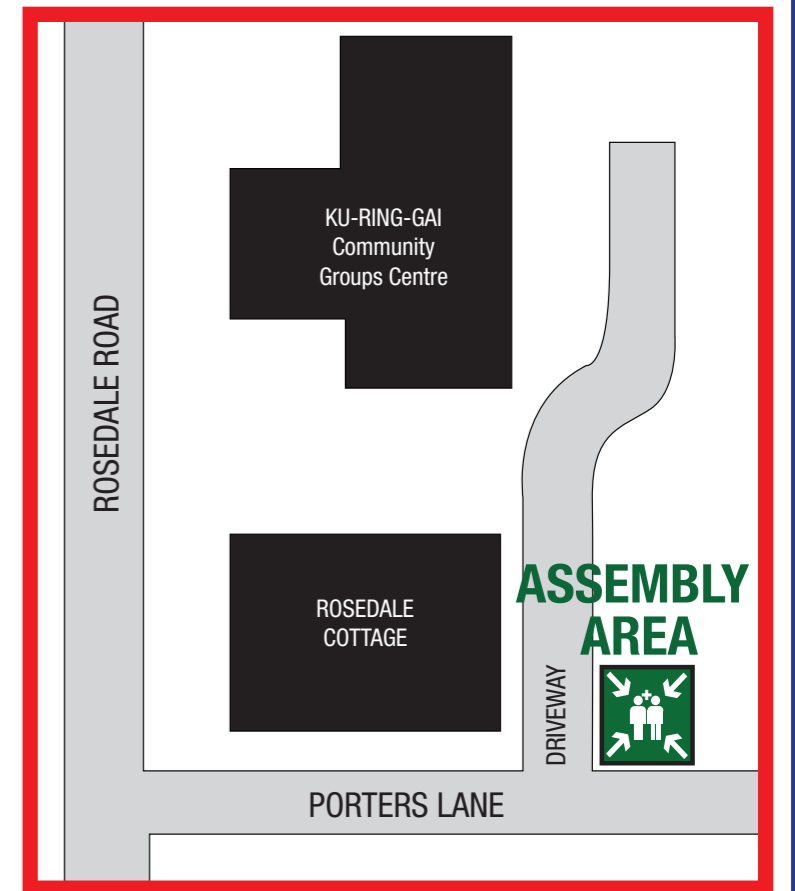 KU-RING-GAI
Community
Groups Centre
ROSEDALE ROAD
ROSEDALE
COTTAGE
ASSEMBLY
AREA
DRIVEWAY
PORTERS LANE